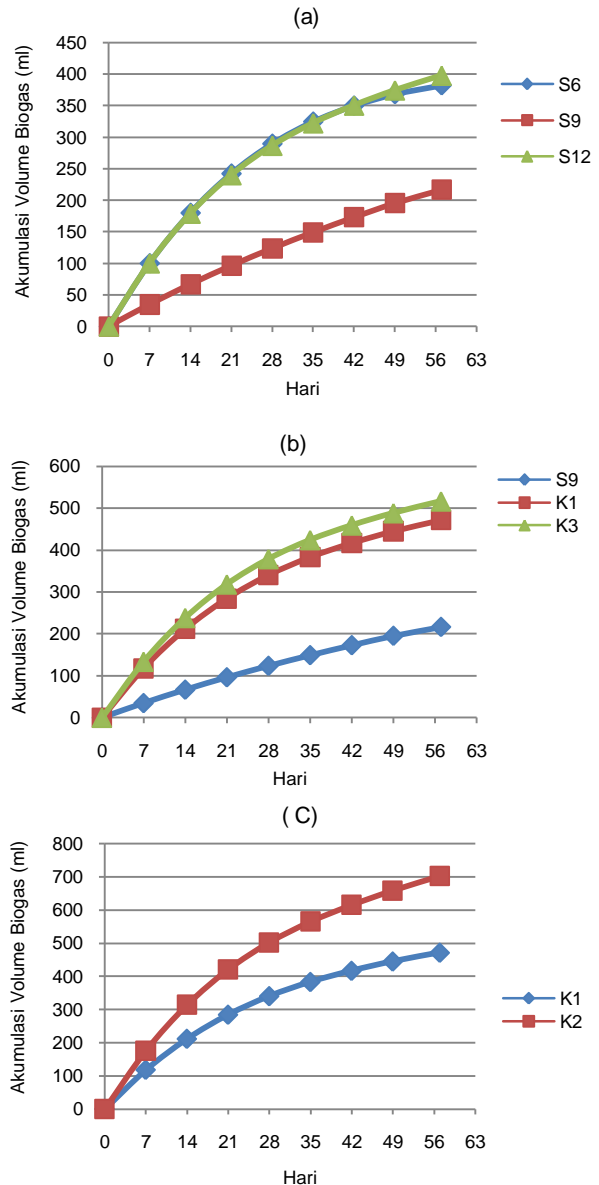 (a)
Akumulasi Volume Biogas (ml)
450
400
350
300
250
200
150
100
50
0
0 7 14 21 28 35 42 49 56 63
Hari
S6
S9
S12
(b)
Akumulasi Volume Biogas (ml)
600
500
400
300
200
100
0
0 7 14 21 28 35 42 49 56 63
Hari
S9
K1
K3
( C)
Akumulasi Volume Biogas (ml)
800
700
600
500
400
300
200
100
0
0 7 14 21 28 35 42 49 56 63
Hari
K1
K2